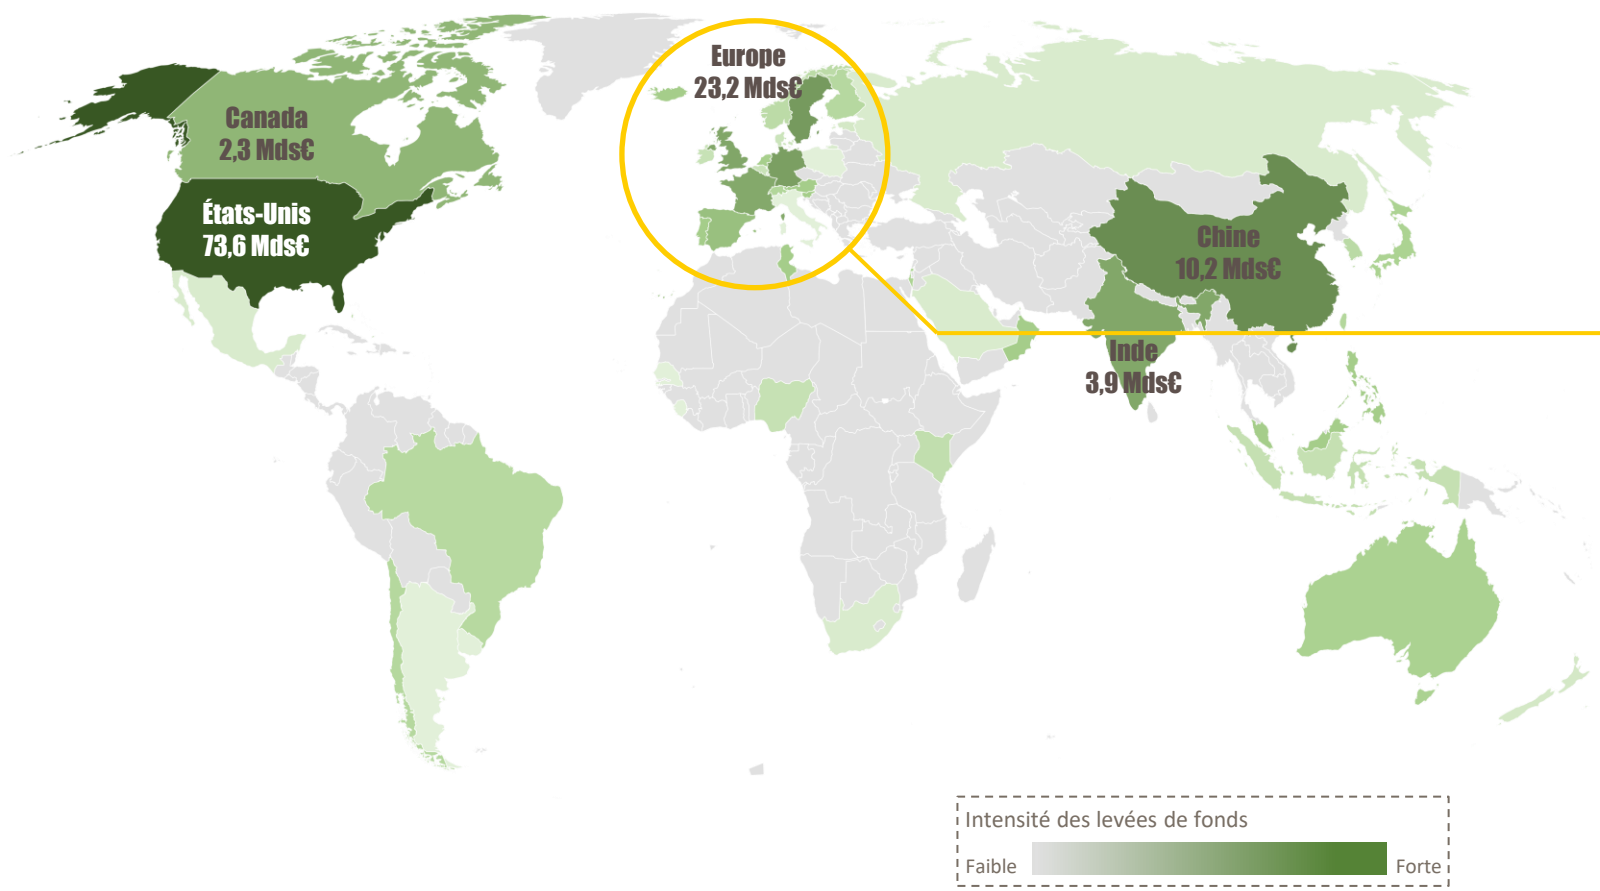 Europe
23,2 Mds€
Canada
2,3 Mds€
États-Unis
73,6 Mds€
Chine
10,2 Mds€
Inde
3,9 Mds€
Intensité des levées de fonds
Faible
Forte